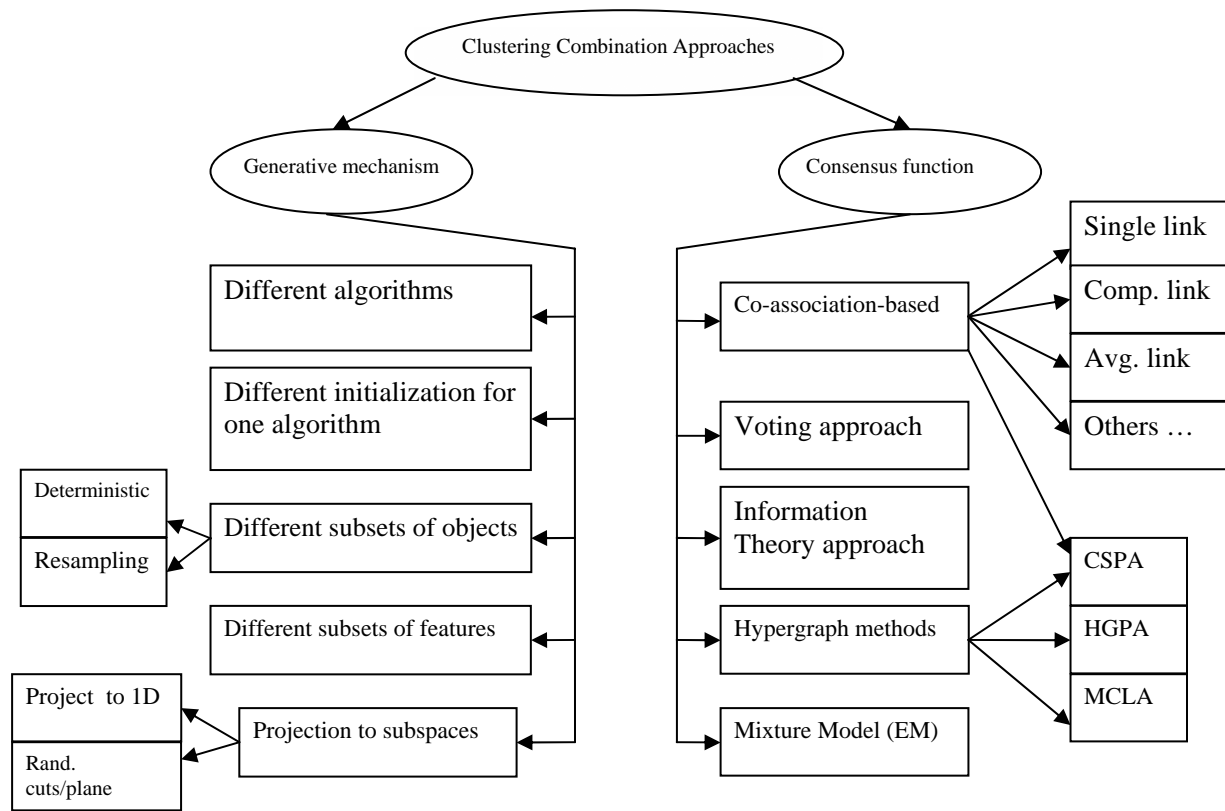 Clustering Combination Approaches
Generative mechanism
Consensus function
Different algorithms
Different initialization for
one algorithm
Different subsets of objects
Deterministic
Resampling
Different subsets of features
Projection to subspaces
Project to 1D
Rand.
cuts/plane
Co-association-based
Single link
Comp. link
Avg. link
Others …
Voting approach
Information
Theory approach
Hypergraph methods
CSPA
HGPA
MCLA
Mixture Model (EM)